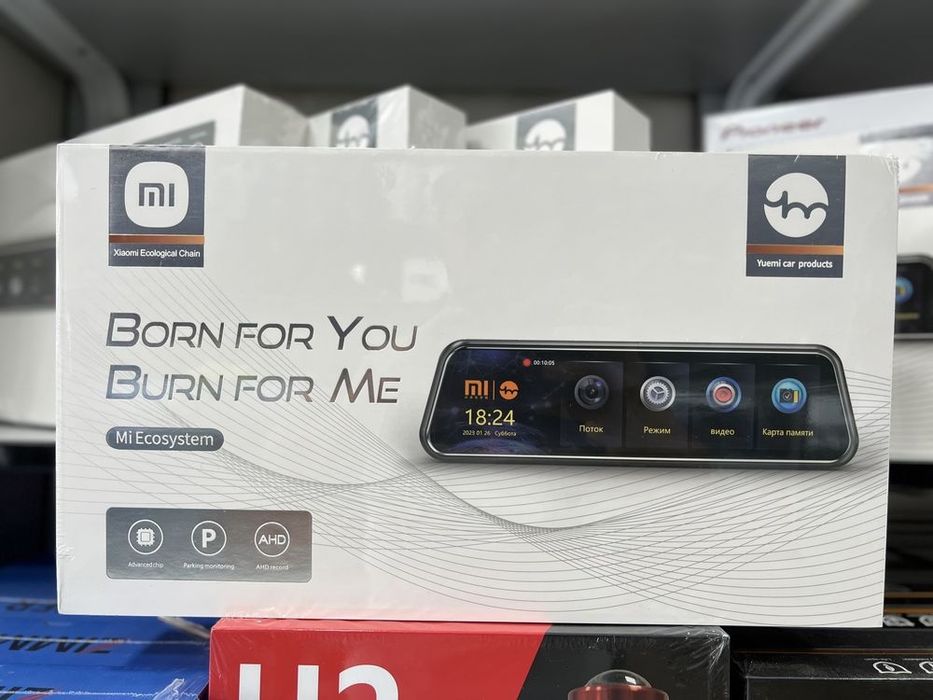 Pioneer
mi
Xiaomi Ecological Chain
Yuemi car products
BORN FOR YOU
BURN FOR ME
Mi Ecosystem
00:10:05
mi
18:24
2023 01 26 Суббота
Поток
Режим
видео
Карта памяти
P
AHD
Advanced chip
Parking monitoring
AHD record